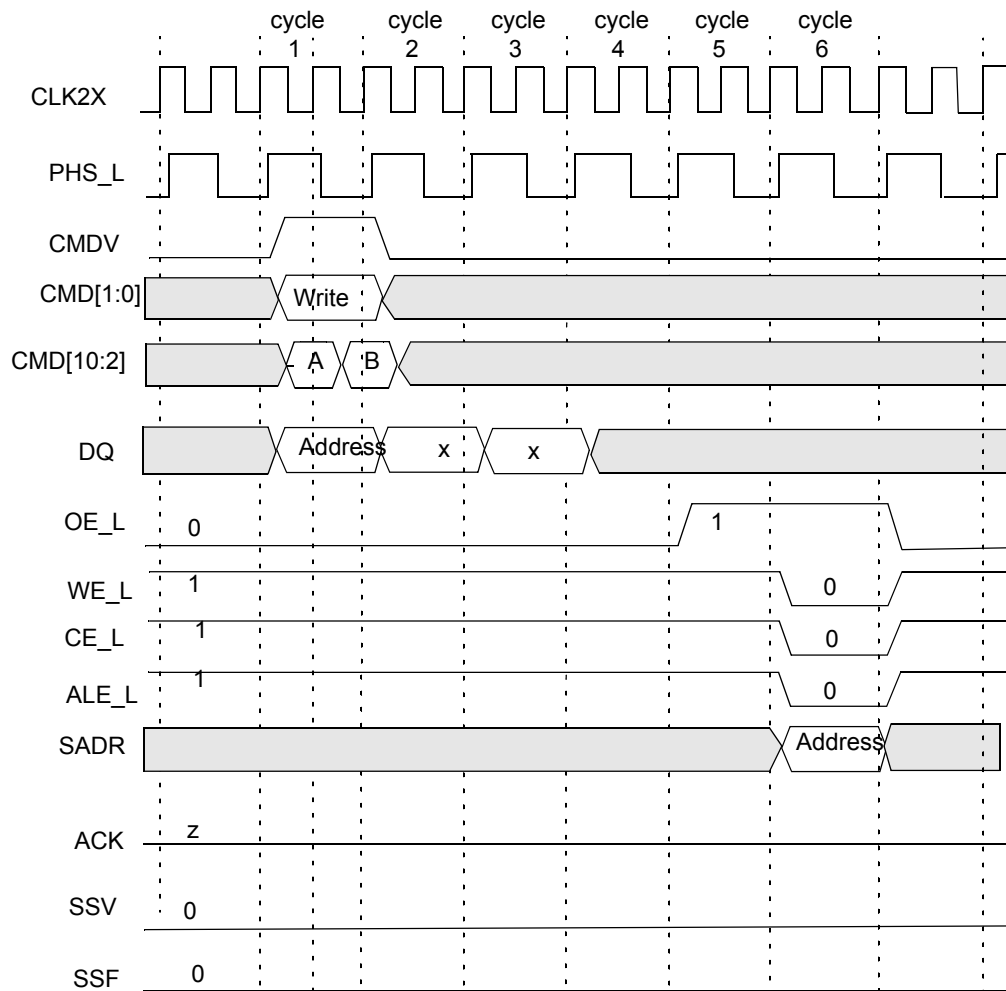 cycle cycle cycle cycle cycle cycle
1 2 3 4 5 6
CLK2X
PHS_L
CMDV
CMD[1:0] Write
CMD[10:2] A B
DQ Address x x
OE_L 0 1
WE_L 1 0
CE_L 1 0
ALE_L 1 0
SADR Address
ACK z
SSV 0
SSF 0